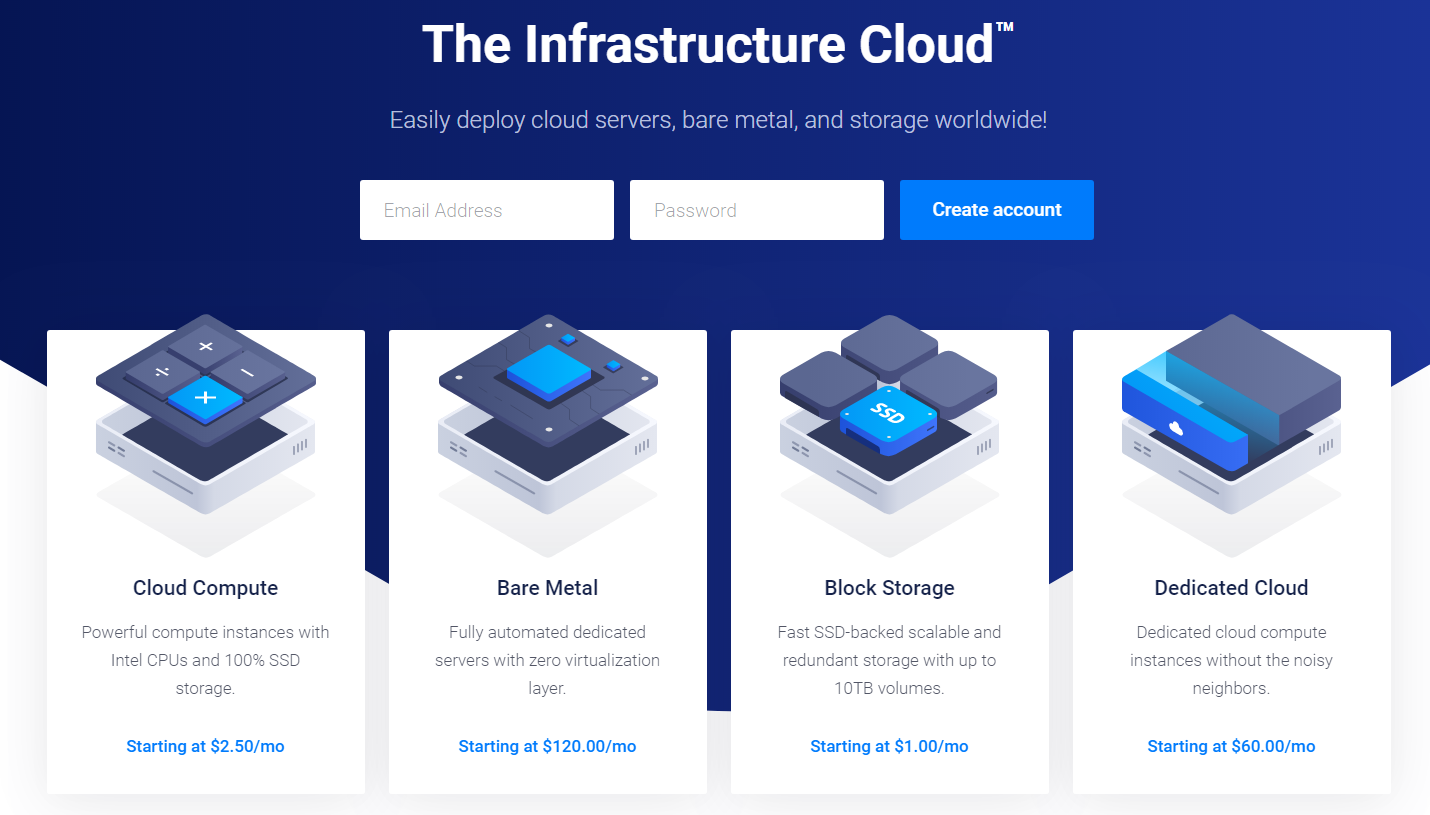 The Infrastructure Cloud™
Easily deploy cloud servers, bare metal, and storage worldwide!
Email Address
Password
Create account
SSD
Cloud Compute
Powerful compute instances with
Intel CPUs and 100% SSD
storage.
Starting at $2.50/mo
Bare Metal
Fully automated dedicated
servers with zero virtualization
layer.
Starting at $120.00/mo
Block Storage
Fast SSD-backed scalable and
redundant storage with up to
10TB volumes.
Starting at $1.00/mo
Dedicated Cloud
Dedicated cloud compute
instances without the noisy
neighbors.
Starting at $60.00/mo